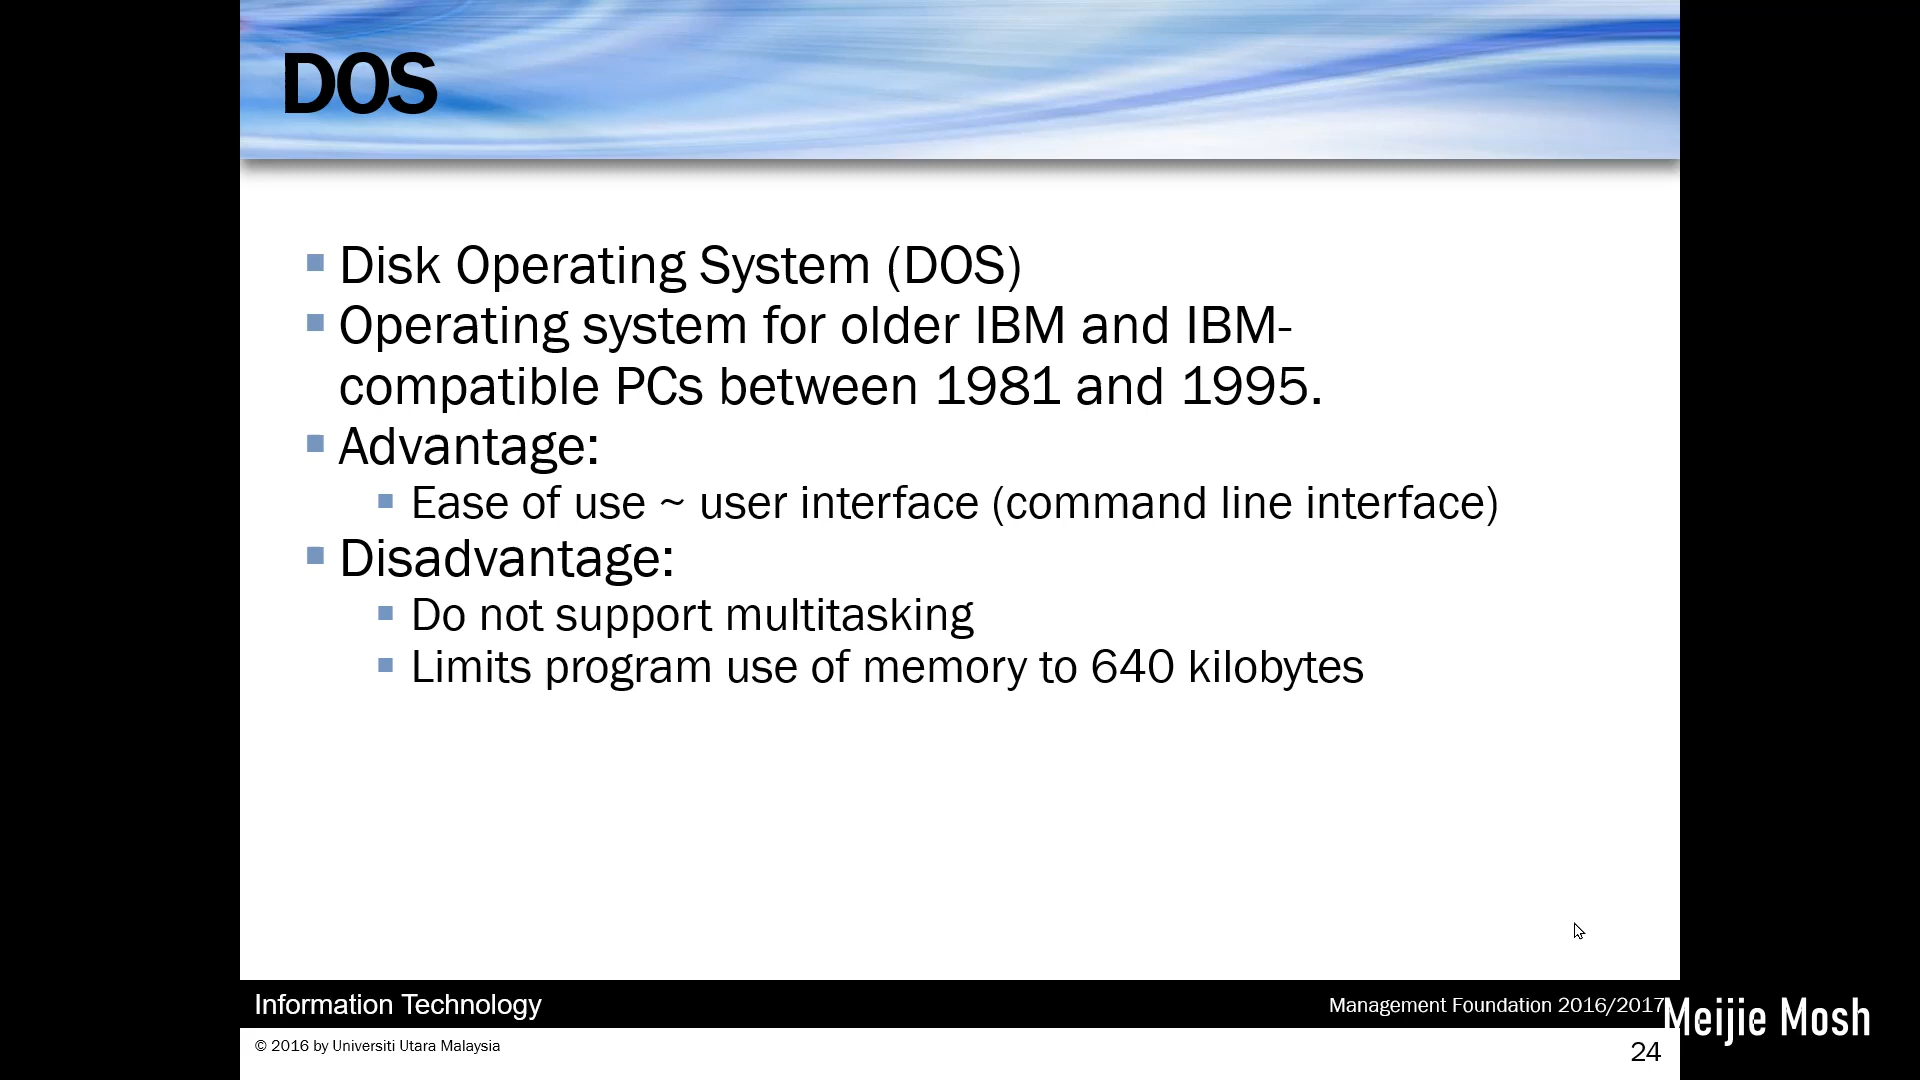 DOS
Disk Operating System (DOS)
Operating system for older IBM and IBM-
compatible PCs between 1981 and 1995.
Advantage:
Ease of use ~ user interface (command line interface)
Disadvantage:
Do not support multitasking
Limits program use of memory to 640 kilobytes
Information Technology
Management Foundation 2016/2017
Meijie Mosh
© 2016 by Universiti Utara Malaysia
24